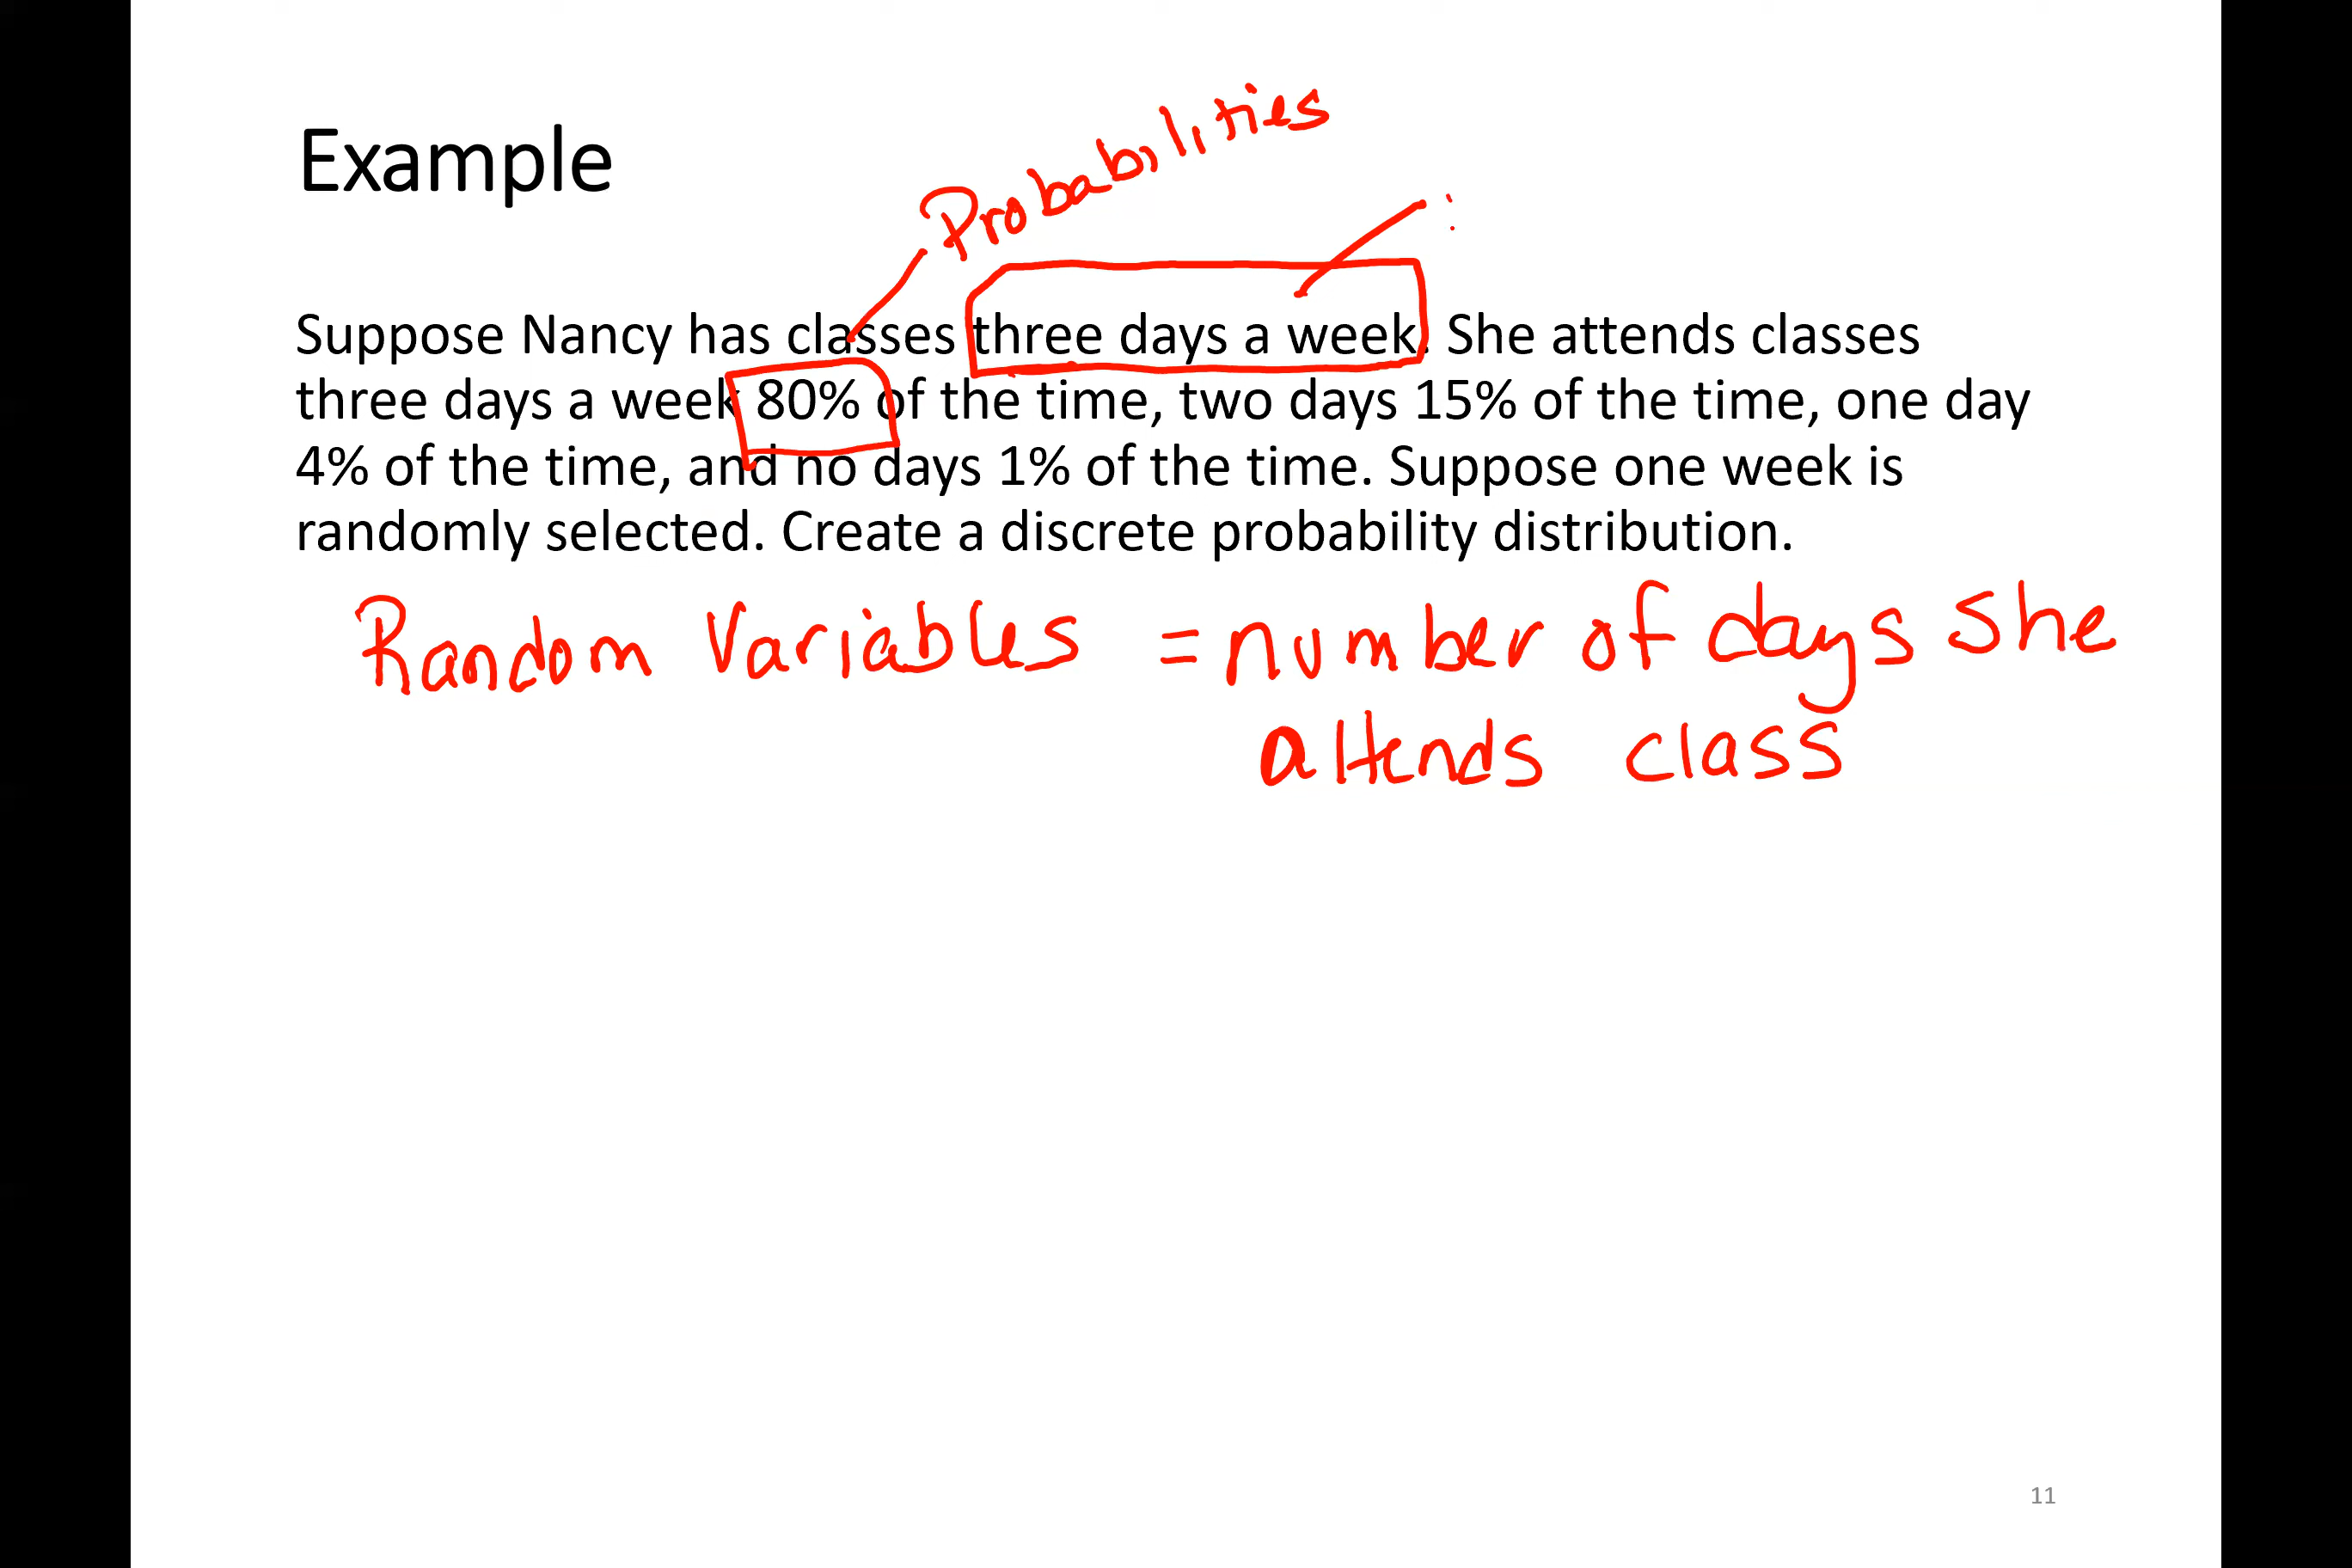 Probabilities
Example
:
Suppose Nancy has classes three days a week. She attends classes
three days a week 80% of the time, two days 15% of the time, one day
4% of the time, and no days 1% of the time. Suppose one week is
randomly selected. Create a discrete probability distribution.
Random Variables = number of days she
attends class
11